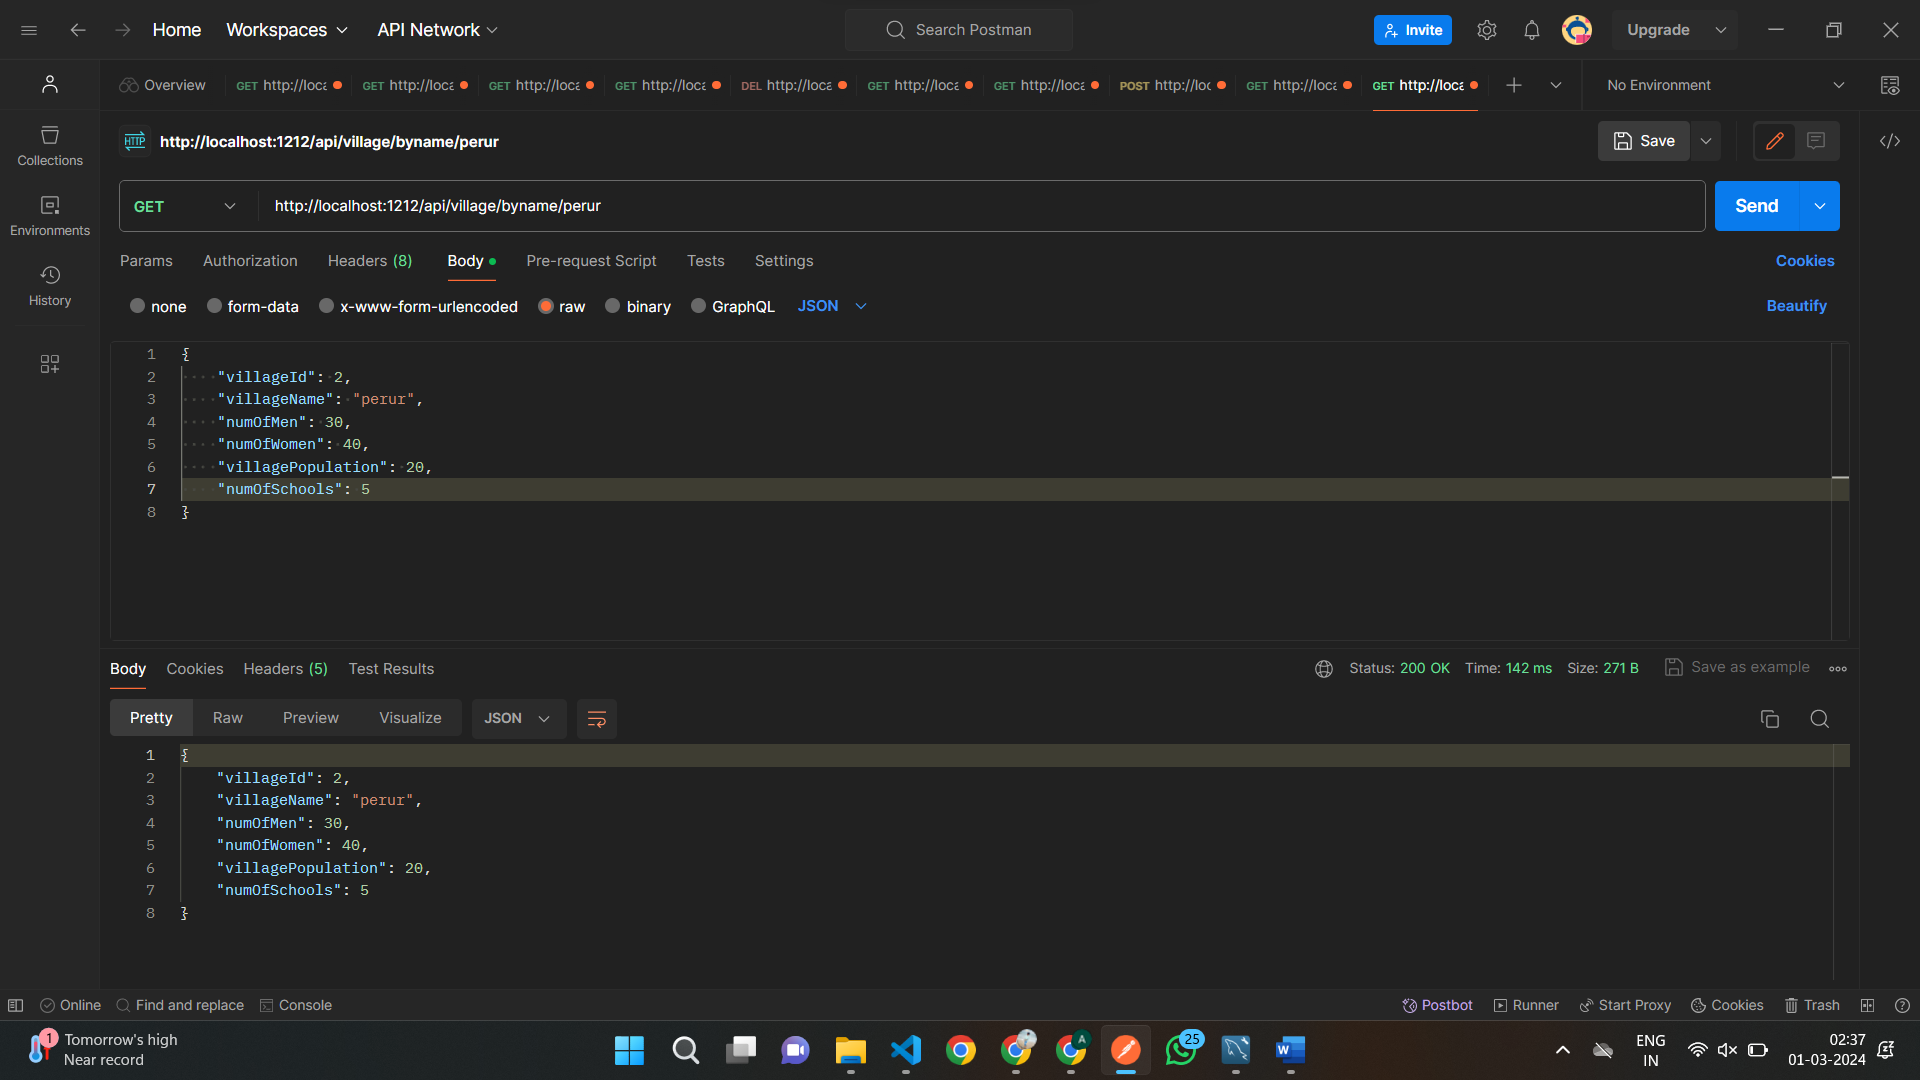 Home Workspaces API Network Search Postman Invite Upgrade
Overview GET http://loca GET http://loca GET http://loca GET http://loca DEL http://loca GET http://loca GET http://loca POST http://loc GET http://loca GET http://loca No Environment
HTTP http://localhost:1212/api/village/byname/perur Save
Collections
GET http://localhost:1212/api/village/byname/perur Send
Environments
Params Authorization Headers (8) Body Pre-request Script Tests Settings Cookies
History
none form-data x-www-form-urlencoded raw binary GraphQL JSON Beautify
1 {
2 "villageId": 2,
3 "villageName": "perur",
4 "numOfMen": 30,
5 "numOfWomen": 40,
6 "villagePopulation": 20,
7 "numOfSchools": 5
8 }
Body Cookies Headers (5) Test Results Status: 200 OK Time: 142 ms Size: 271 B Save as example
Pretty Raw Preview Visualize JSON
1 {
2 "villageId": 2,
3 "villageName": "perur",
4 "numOfMen": 30,
5 "numOfWomen": 40,
6 "villagePopulation": 20,
7 "numOfSchools": 5
8 }
Online Find and replace Console Postbot Runner Start Proxy Cookies Trash
1 Tomorrow's high
Near record
A 25 W
ENG
IN
02:37
01-03-2024